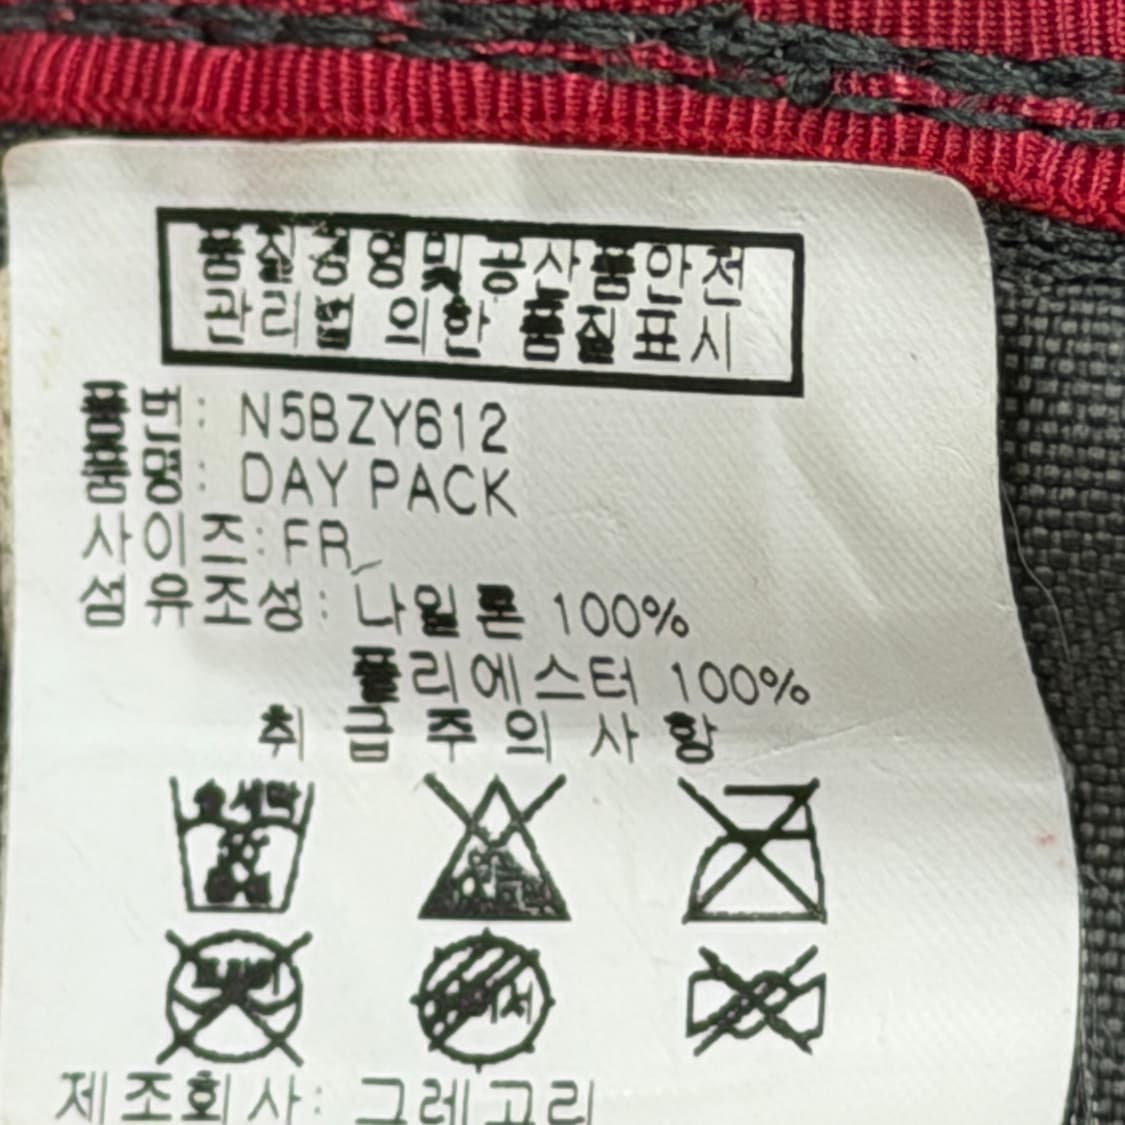 품질경영및 공산품안전
관리법 의한 품질표시
품번: N5BZY612
품명: DAY PACK
사이즈: FR
섬유조성: 나일론 100%
폴리에스터 100%
취급주의사항
손세탁
제조회사: 그레고리